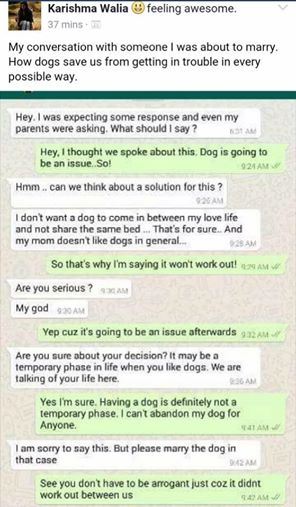 Karishma Walia feeling awesome.
37 mins ·
My conversation with someone I was about to marry.
How dogs save us from getting in trouble in every
possible way.
Hey. I was expecting some response and even my
parents were asking. What should I say ?
6:31 AM
Hey, I thought we spoke about this. Dog is going to
be an issue..So!
9:24 AM
Hmm .. can we think about a solution for this ?
9:26 AM
I don't want a dog to come in between my love life
and not share the same bed ... That's for sure.. And
my mom doesn't like dogs in general...
9:28 AM
So that's why I'm saying it won't work out!
9:29 AM
Are you serious ?
9:30 AM
My god
9:30 AM
Yep cuz it's going to be an issue afterwards
9:32 AM
Are you sure about your decision? It may be a
temporary phase in life when you like dogs. We are
talking of your life here.
9:36 AM
Yes I'm sure. Having a dog is definitely not a
temporary phase. I can't abandon my dog for
Anyone.
9:41 AM
I am sorry to say this. But please marry the dog in
that case
9:42 AM
See you don't have to be arrogant just coz it didnt
work out between us
9:42 AM